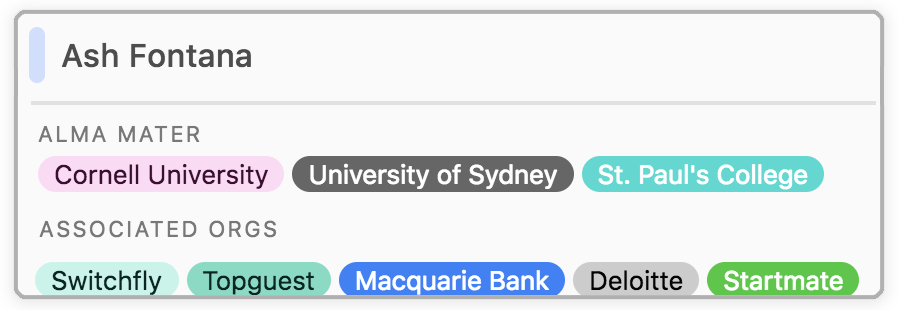 Ash Fontana
ALMA MATER
Cornell University University of Sydney St. Paul's College
ASSOCIATED ORGS
Switchfly Topguest Macquarie Bank Deloitte Startmate